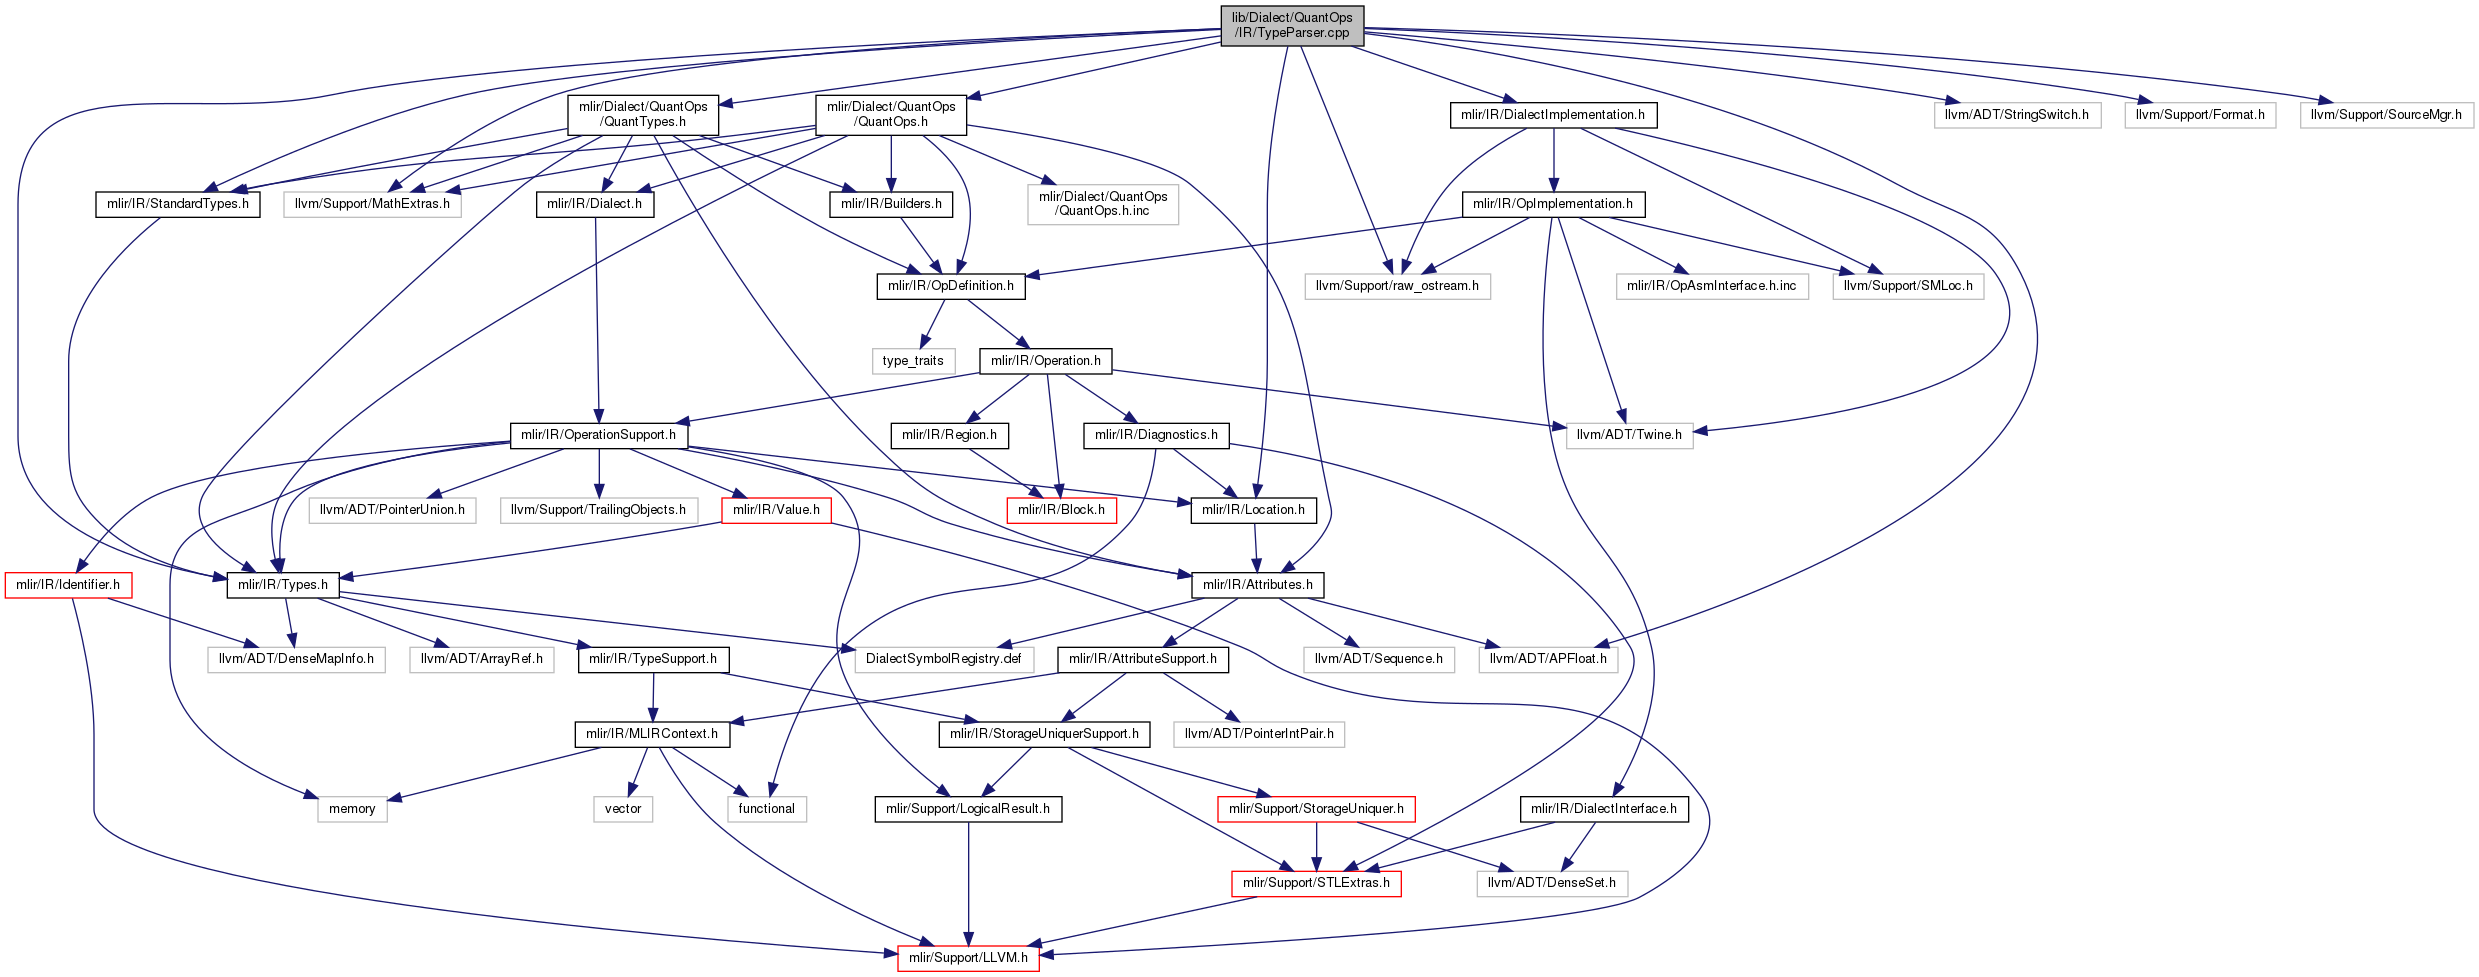 lib/Dialect/QuantOps
/IR/TypeParser.cpp
mlir/Dialect/QuantOps
/QuantTypes.h
mlir/Dialect/QuantOps
/QuantOps.h
mlir/IR/DialectImplementation.h
llvm/ADT/StringSwitch.h
llvm/Support/Format.h
llvm/Support/SourceMgr.h
mlir/IR/StandardTypes.h
llvm/Support/MathExtras.h
mlir/IR/Dialect.h
mlir/IR/Builders.h
mlir/Dialect/QuantOps
/QuantOps.h.inc
mlir/IR/OpImplementation.h
mlir/IR/OpDefinition.h
llvm/Support/raw_ostream.h
mlir/IR/OpAsmInterface.h.inc
llvm/Support/SMLoc.h
type_traits
mlir/IR/Operation.h
mlir/IR/OperationSupport.h
mlir/IR/Region.h
mlir/IR/Diagnostics.h
llvm/ADT/Twine.h
llvm/ADT/PointerUnion.h
llvm/Support/TrailingObjects.h
mlir/IR/Value.h
mlir/IR/Block.h
mlir/IR/Location.h
mlir/IR/Identifier.h
mlir/IR/Types.h
mlir/IR/Attributes.h
llvm/ADT/DenseMapInfo.h
llvm/ADT/ArrayRef.h
mlir/IR/TypeSupport.h
DialectSymbolRegistry.def
mlir/IR/AttributeSupport.h
llvm/ADT/Sequence.h
llvm/ADT/APFloat.h
mlir/IR/MLIRContext.h
mlir/IR/StorageUniquerSupport.h
llvm/ADT/PointerIntPair.h
memory
vector
functional
mlir/Support/LogicalResult.h
mlir/Support/StorageUniquer.h
mlir/IR/DialectInterface.h
mlir/Support/STLExtras.h
llvm/ADT/DenseSet.h
mlir/Support/LLVM.h